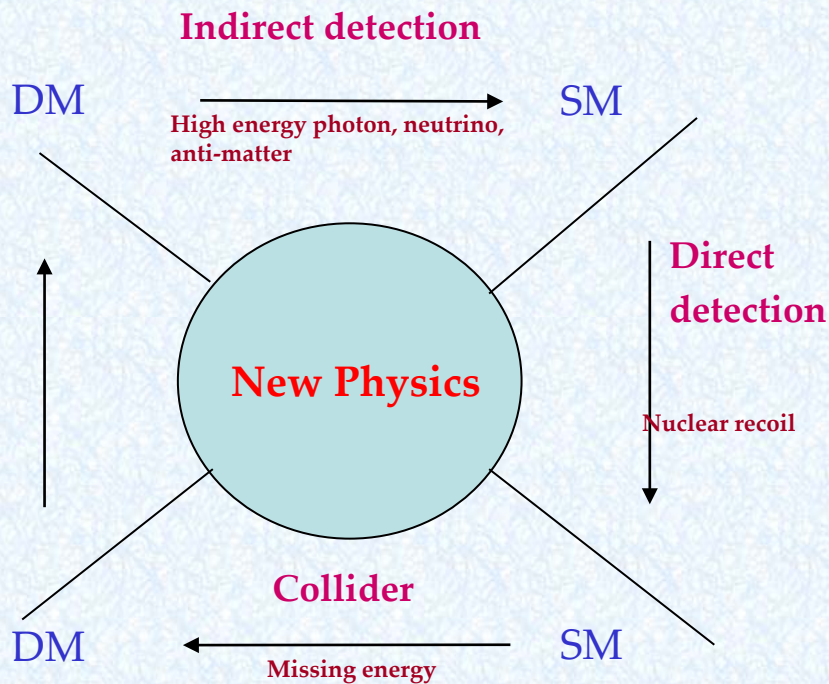 Indirect detection
DM
SM
High energy photon, neutrino,
anti-matter
Direct
detection
New Physics
Nuclear recoil
Collider
DM
SM
Missing energy